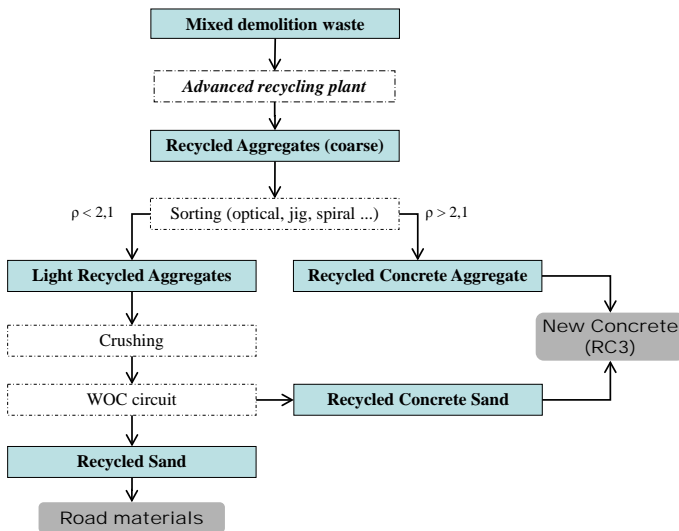 Mixed demolition waste
Advanced recycling plant
Recycled Aggregates (coarse)
ρ < 2,1
Sorting (optical, jig, spiral ...)
ρ > 2,1
Light Recycled Aggregates
Recycled Concrete Aggregate
New Concrete
(RC3)
Crushing
WOC circuit
Recycled Concrete Sand
Recycled Sand
Road materials